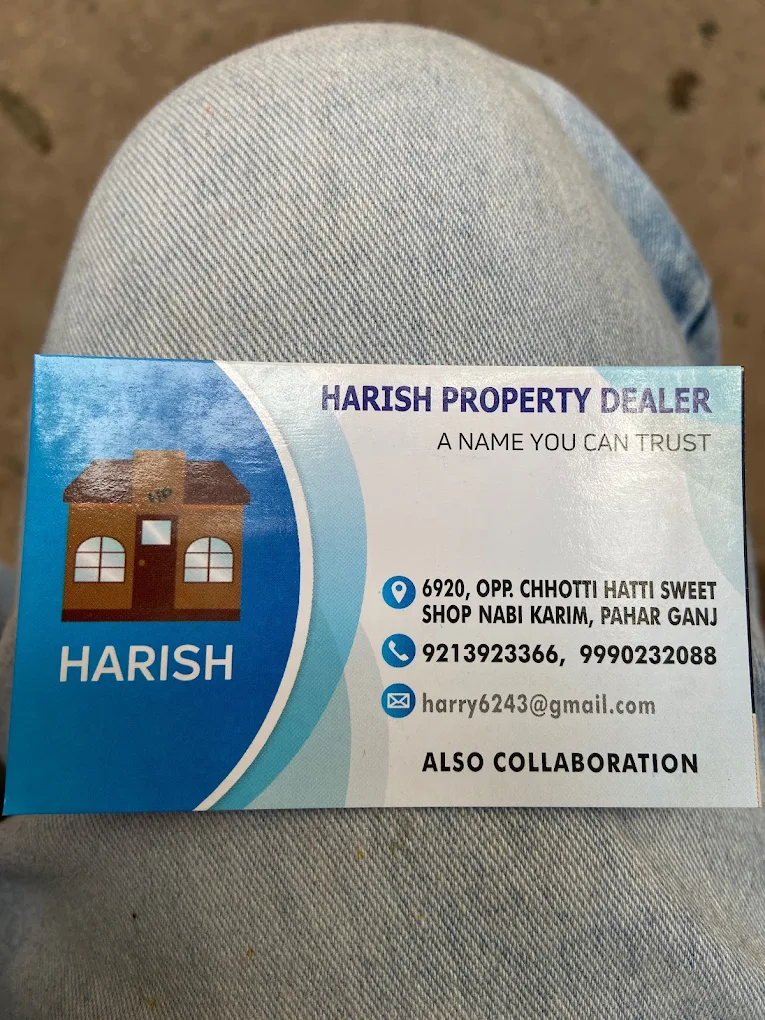 HARISH PROPERTY DEALER
A NAME YOU CAN TRUST
HP
HARISH
6920, OPP. CHHOTTI HATTI SWEET
SHOP NABI KARIM, PAHAR GANJ
9213923366, 9990232088
harry6243@gmail.com
ALSO COLLABORATION